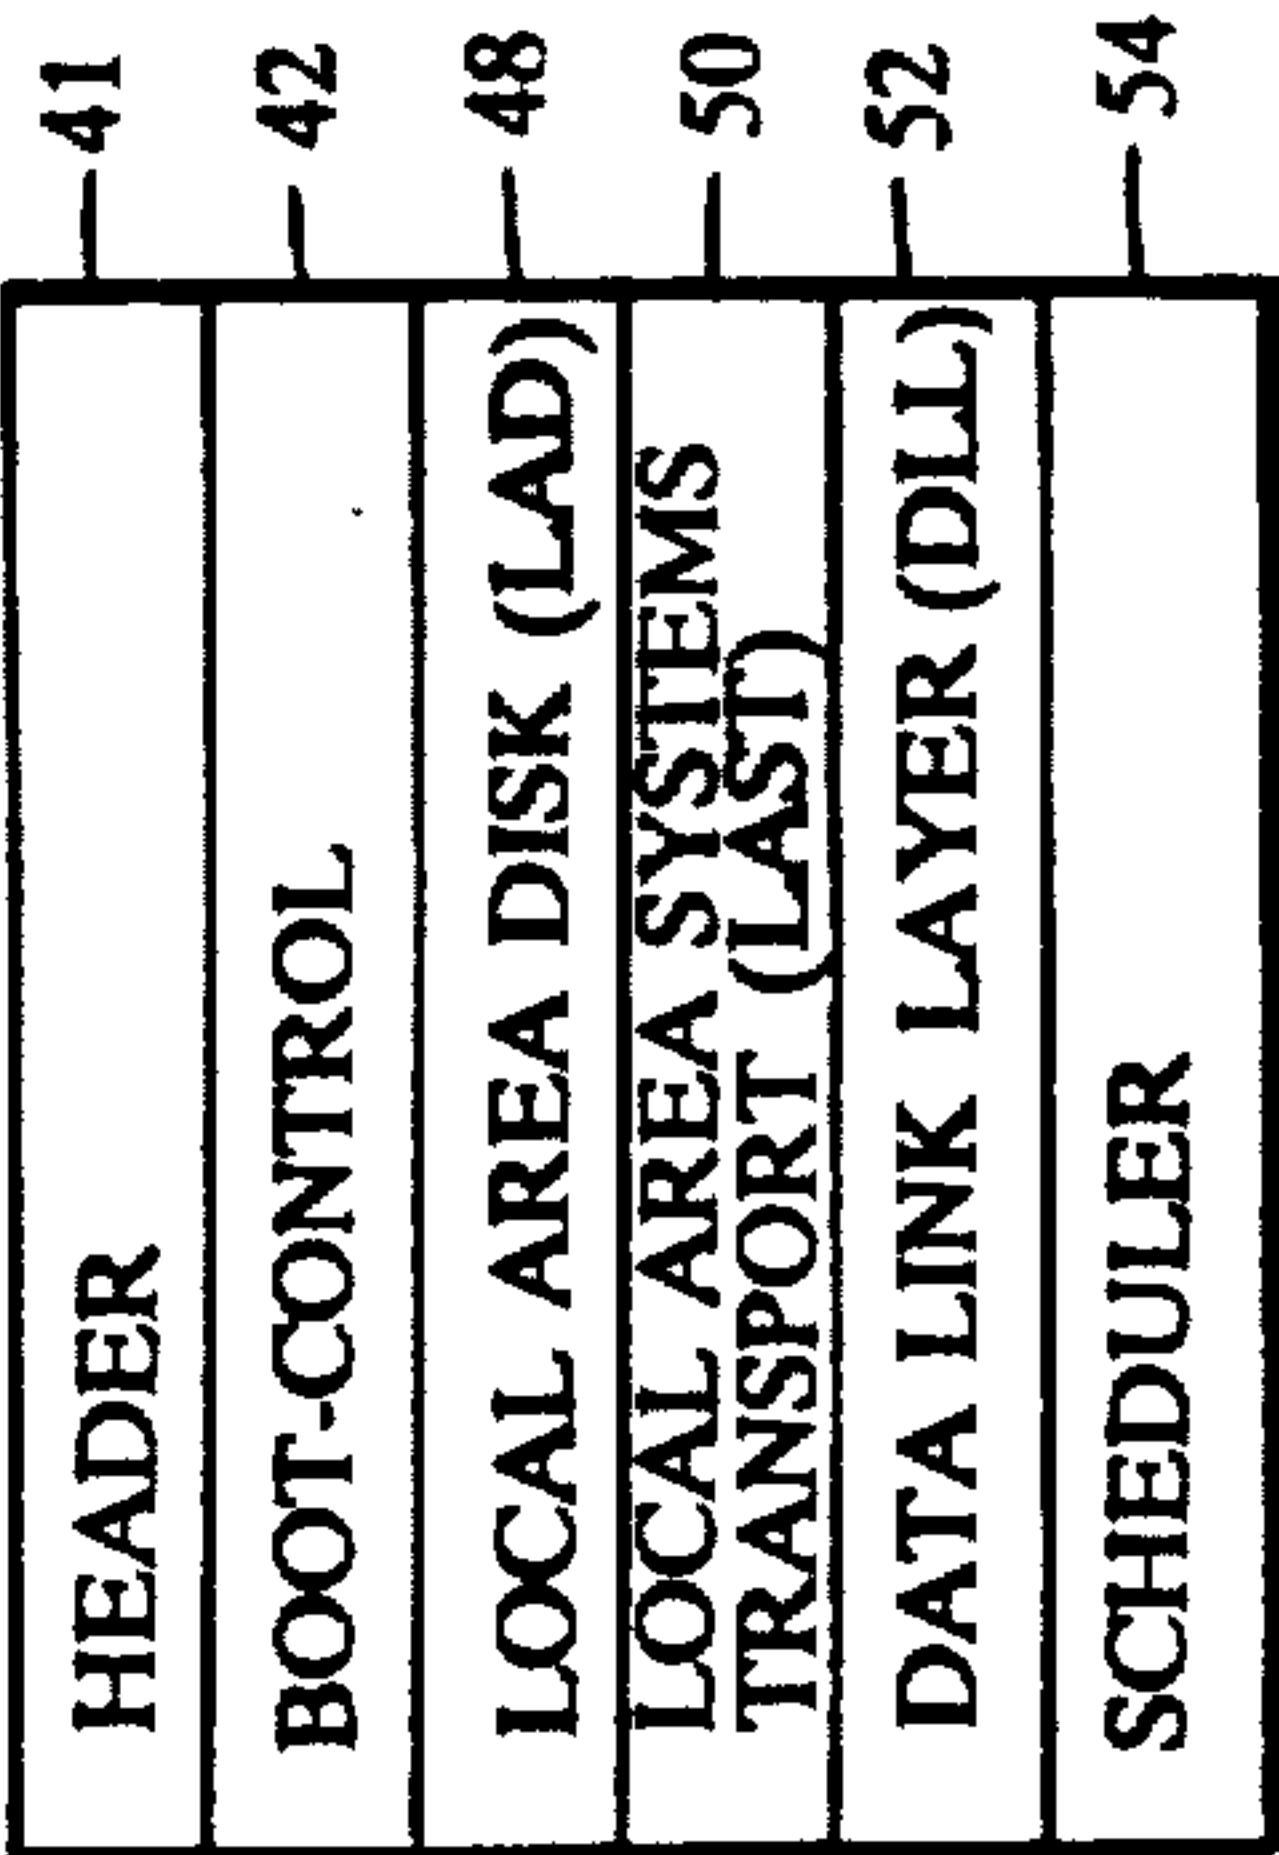 HEADER 41
BOOT-CONTROL 42
LOCAL AREA DISK (LAD) 48
LOCAL AREA SYSTEMS
TRANSPORT (LAST) 50
DATA LINK LAYER (DLL) 52
SCHEDULER 54